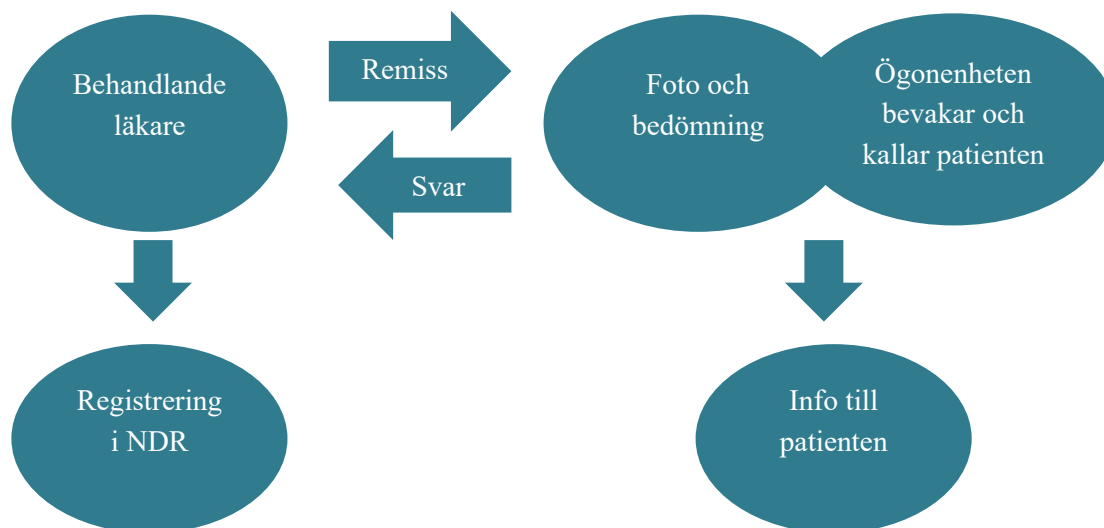 Behandlande
läkare
Remiss
Svar
Foto och
bedömning
Ögonenheten
bevakar och
kallar patienten
Registrering
i NDR
Info till
patienten